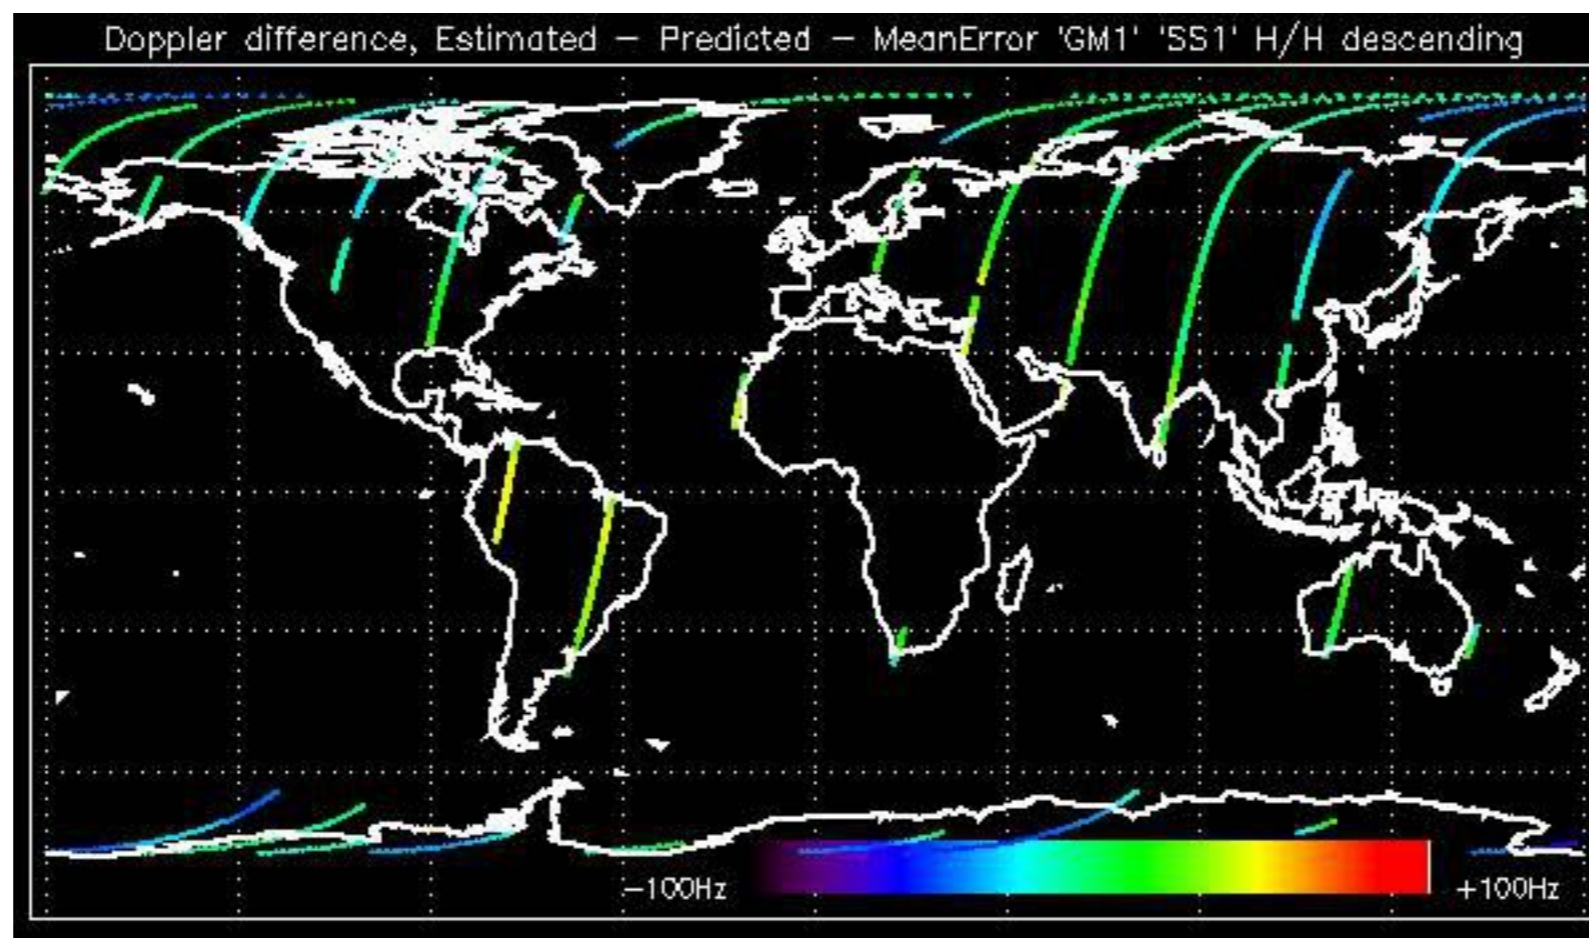 Doppler difference, Estimated − Predicted − MeanError 'GM1' 'SS1' H/H descending
−100Hz
+100Hz